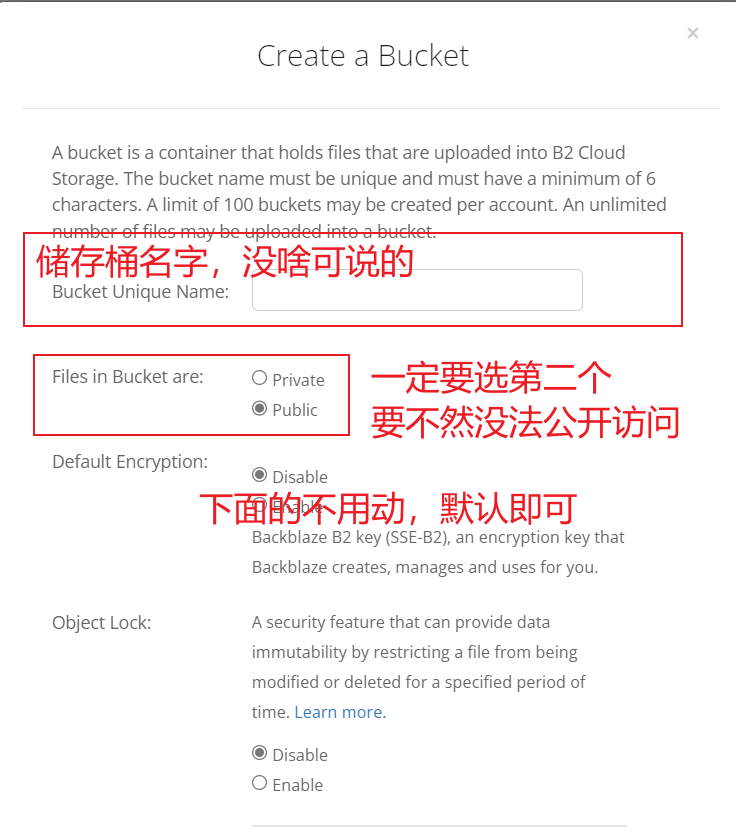 ×
Create a Bucket
A bucket is a container that holds files that are uploaded into B2 Cloud
Storage. The bucket name must be unique and must have a minimum of 6
characters. A limit of 100 buckets may be created per account. An unlimited
number of files may be uploaded into a bucket.
储存桶名字，没啥可说的
Bucket Unique Name:
Files in Bucket are:
Private
Public
一定要选第二个
要不然没法公开访问
Default Encryption:
Disable
下面的不用动，默认即可
Enable
Backblaze B2 key (SSE-B2), an encryption key that
Backblaze creates, manages and uses for you.
Object Lock:
A security feature that can provide data
immutability by restricting a file from being
modified or deleted for a specified period of
time. Learn more.
Disable
Enable